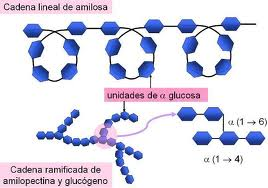 Cadena lineal de amilosa
unidades de α glucosa
α (1 → 6)
α (1 → 4)
Cadena ramificada de
amilopectina y glucógeno